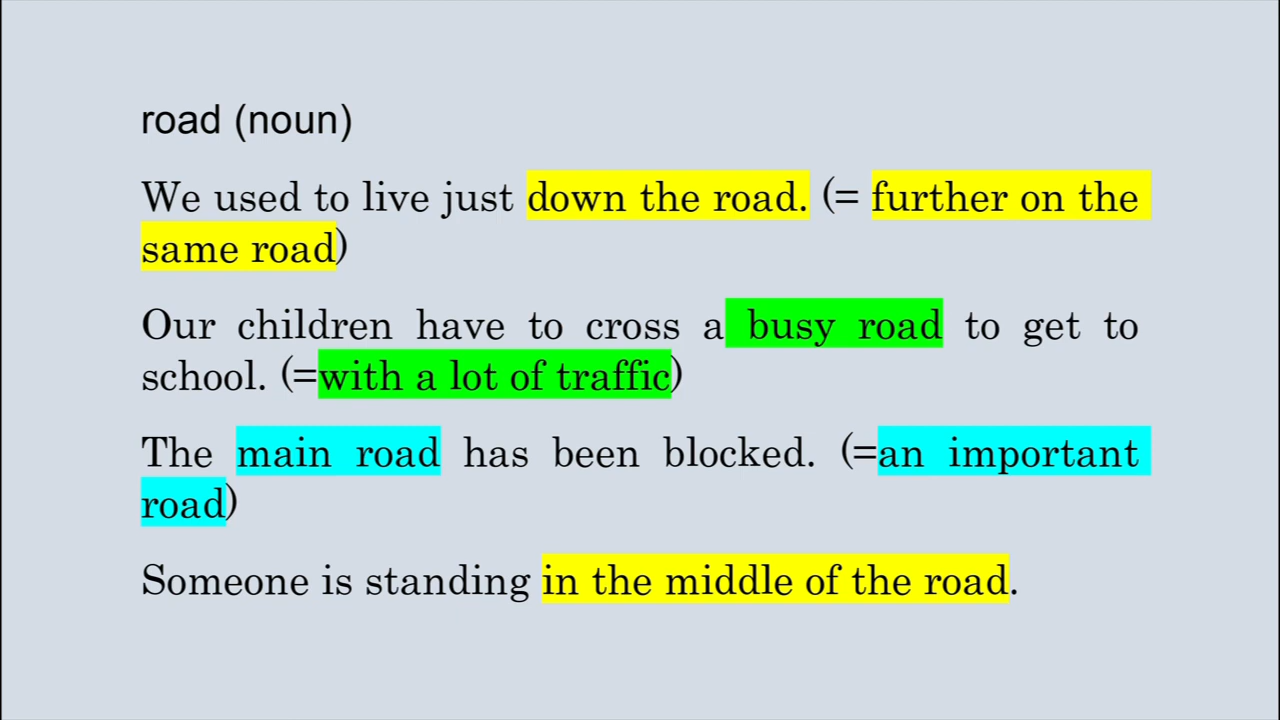 road (noun)
We used to live just down the road. (= further on the
same road)
Our children have to cross a busy road to get to
school. (=with a lot of traffic)
The main road has been blocked. (=an important
road)
Someone is standing in the middle of the road.